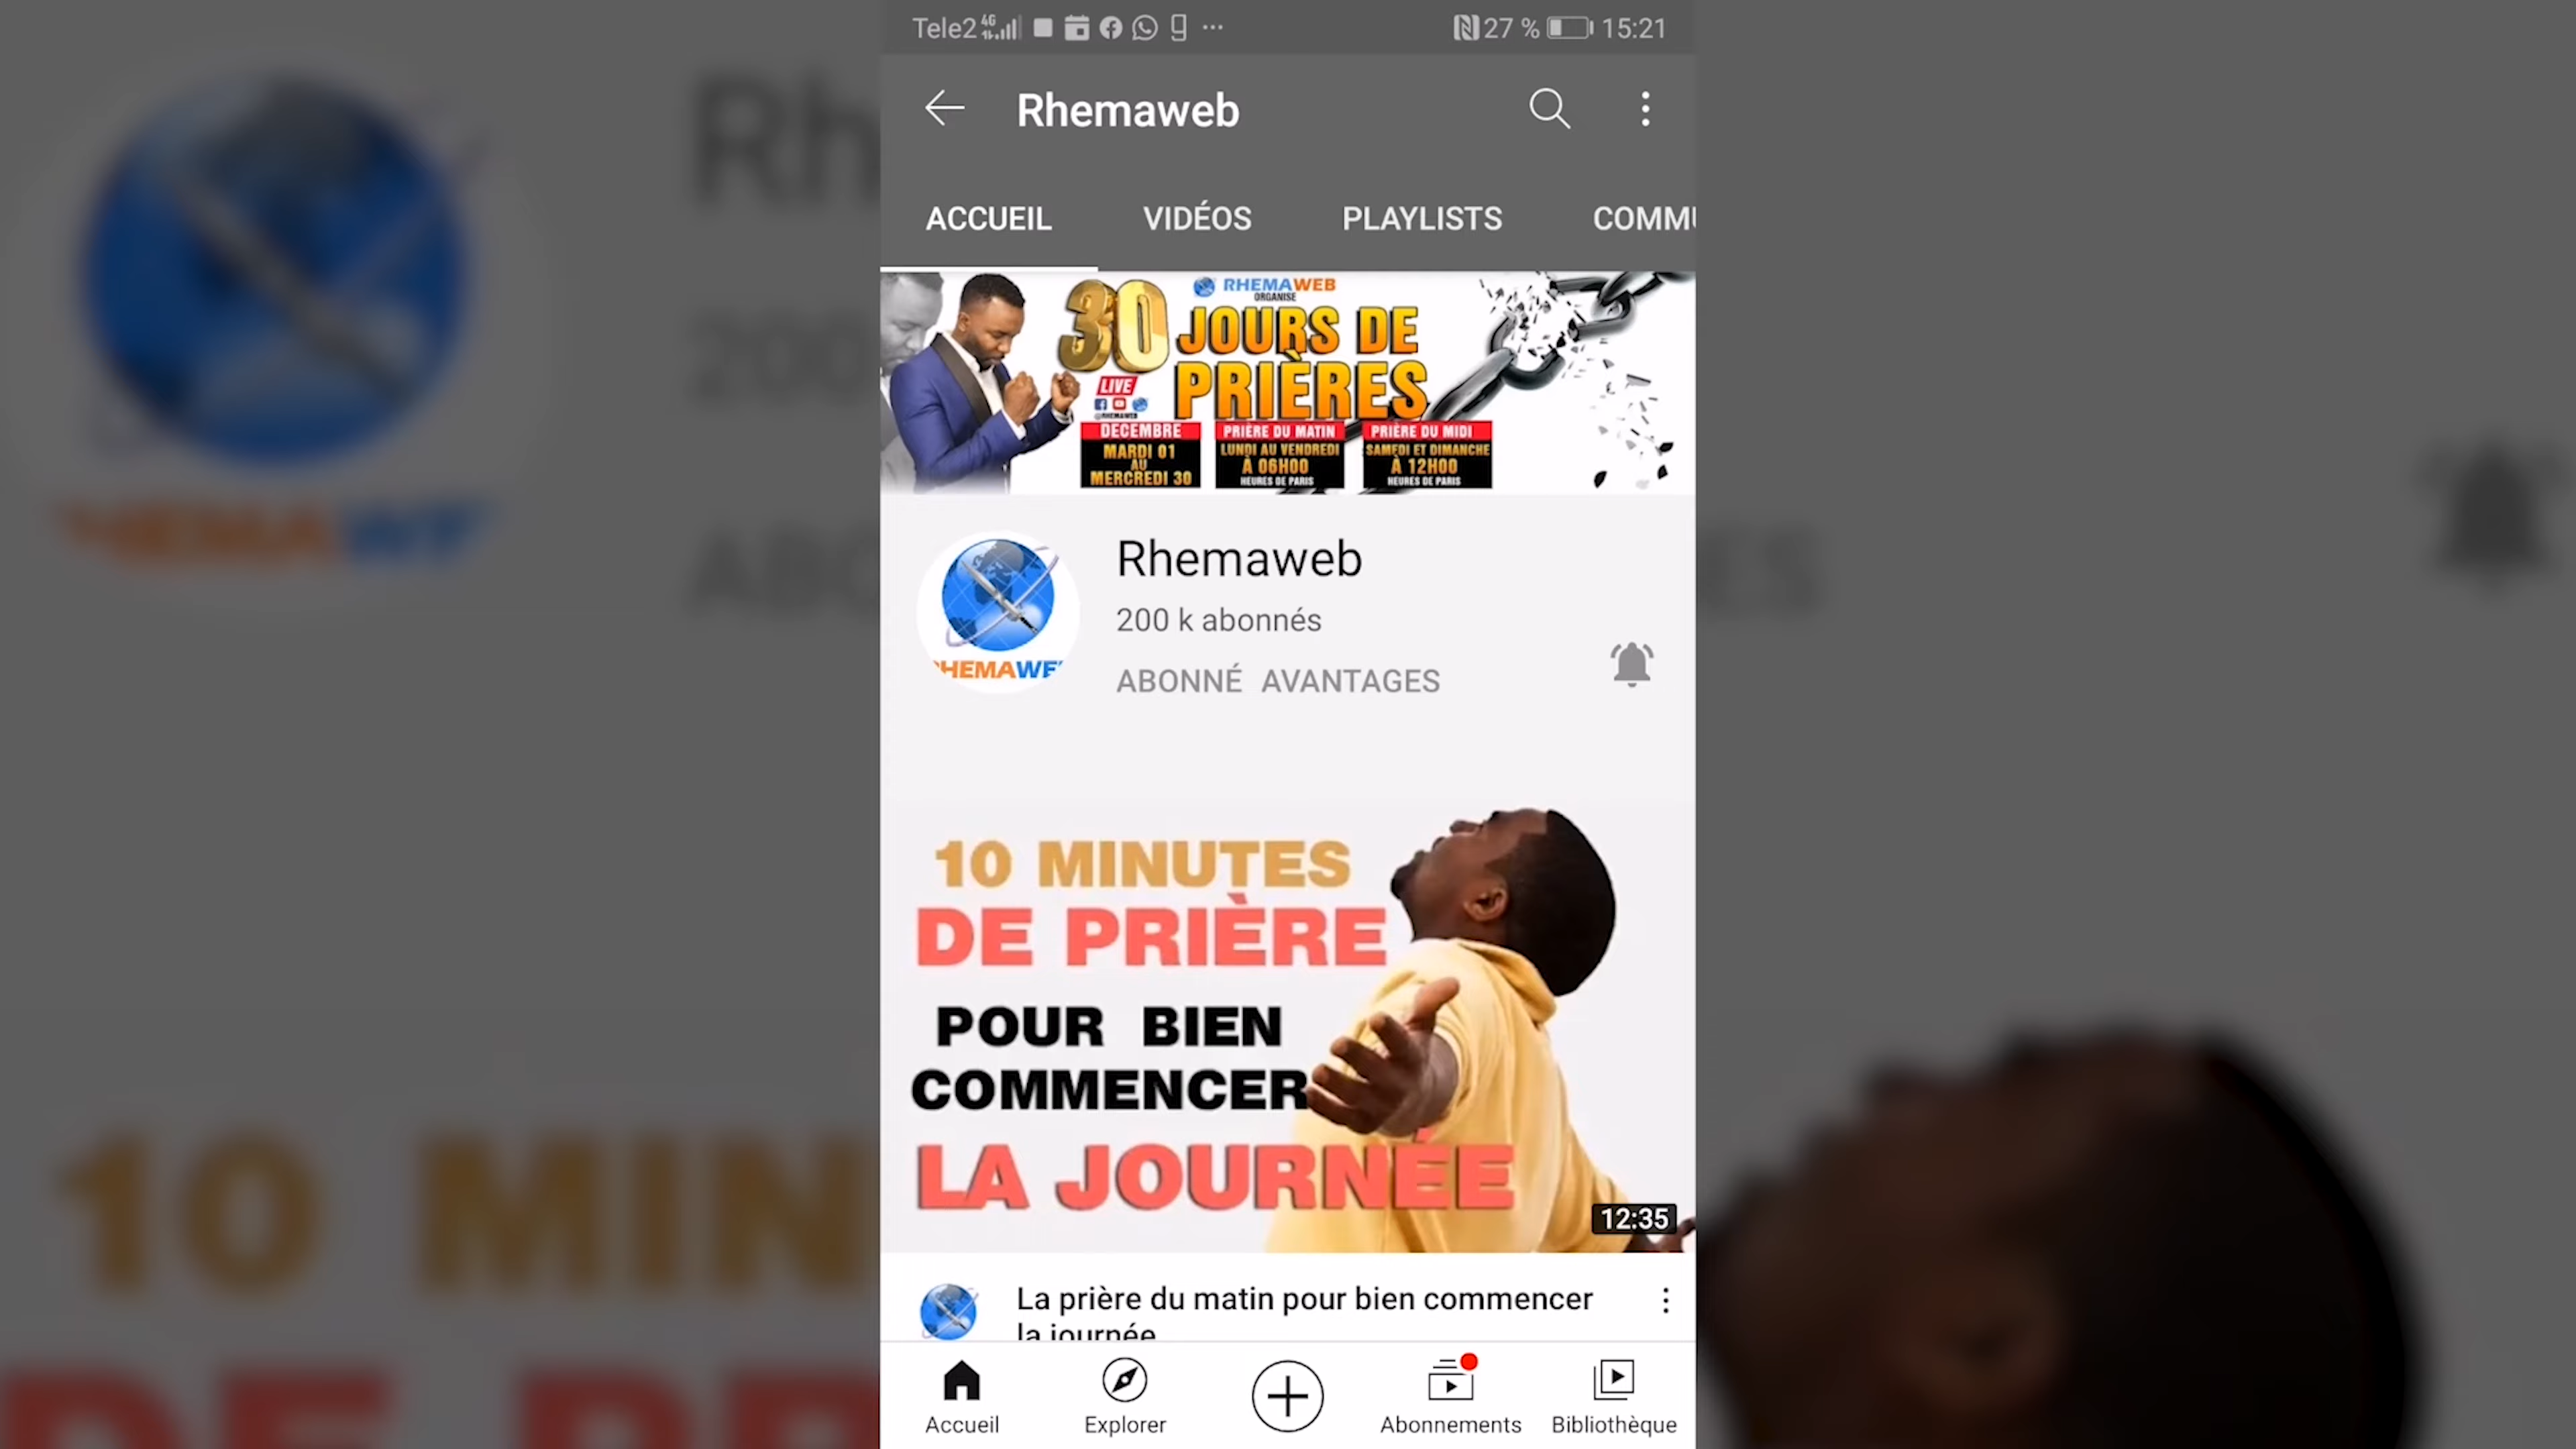 Tele2 4G 27 % 15:21
Rhemaweb
ACCUEIL VIDÉOS PLAYLISTS COMMU
RHEMAWEB
ORGANISE
30 JOURS DE
PRIÈRES
LIVE
@RHEMAWEB
DECEMBRE
MARDI 01
AU
MERCREDI 30
PRIÈRE DU MATIN
LUNDI AU VENDREDI
À 06H00
HEURES DE PARIS
PRIÈRE DU MIDI
SAMEDI ET DIMANCHE
À 12H00
HEURES DE PARIS
Rhemaweb
200 k abonnés
ABONNÉ AVANTAGES
HEMAWE
10 MINUTES
DE PRIÈRE
POUR BIEN
COMMENCER
LA JOURNÉE
12:35
La prière du matin pour bien commencer
la journée
Accueil Explorer Abonnements Bibliothèque